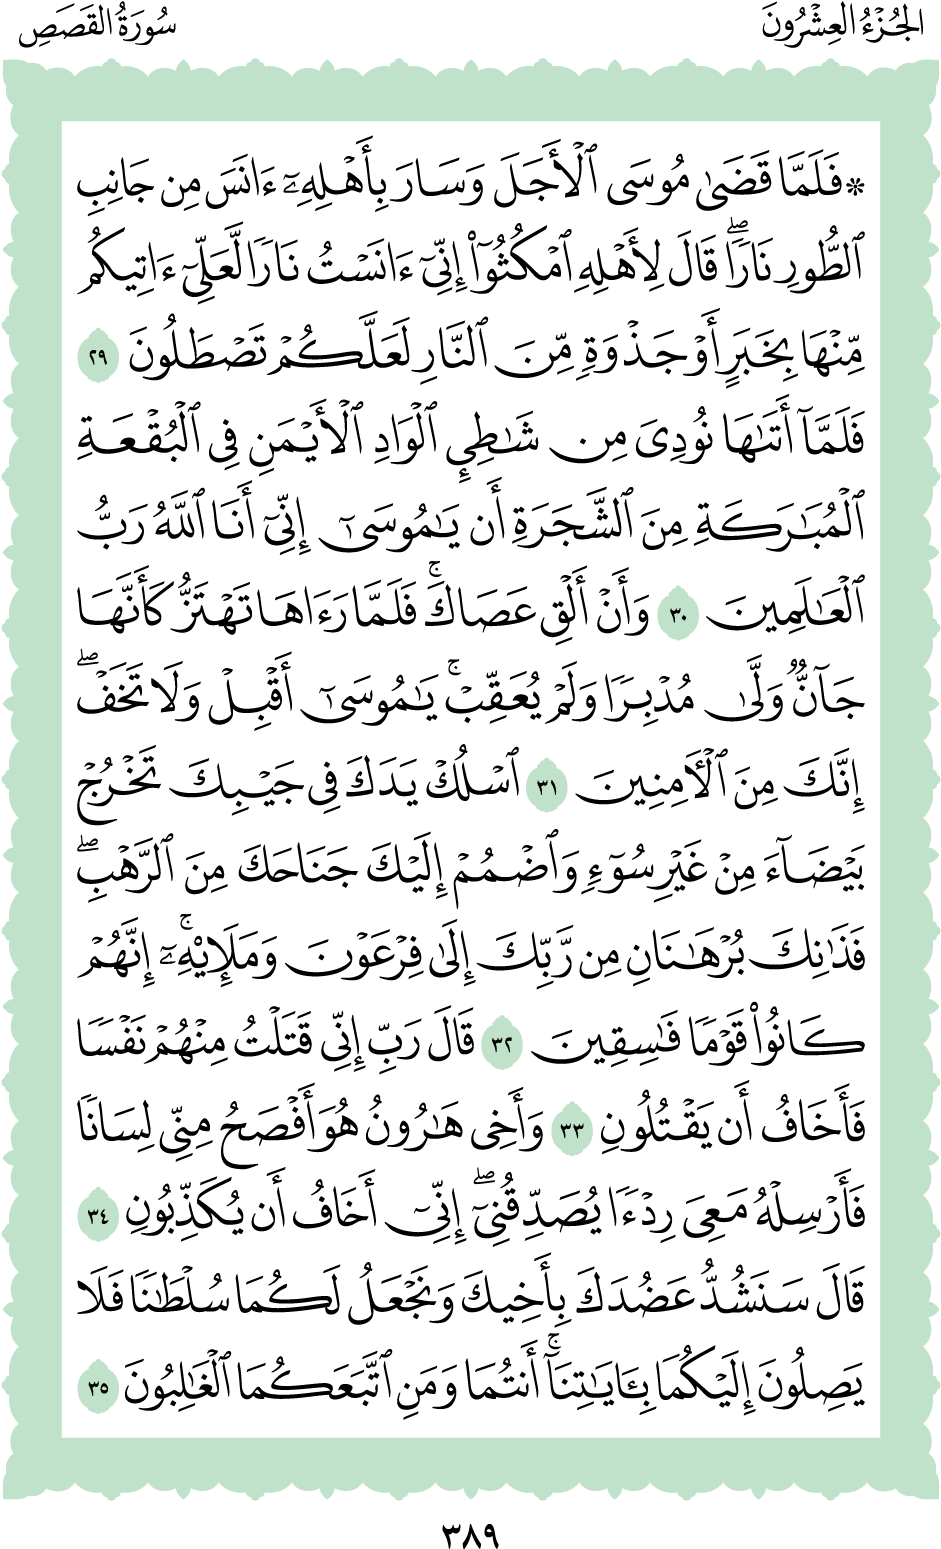 الجُزْءُ العِشْرُونَ
سُورَةُ القَصَصِ
۞ فَلَمَّا قَضَىٰ مُوسَى ٱلۡأَجَلَ وَسَارَ بِأَهۡلِهِۦٓ ءَانَسَ مِن جَانِبِ
ٱلطُّورِ نَارٗاۖ قَالَ لِأَهۡلِهِ ٱمۡكُثُوٓاْ إِنِّيٓ ءَانَسۡتُ نَارٗا لَّعَلِّيٓ ءَاتِيكُم
مِّنۡهَا بِخَبَرٍ أَوۡ جَذۡوَةٖ مِّنَ ٱلنَّارِ لَعَلَّكُمۡ تَصۡطَلُونَ ٢٩
فَلَمَّآ أَتَىٰهَا نُودِيَ مِن شَٰطِيِٕ ٱلۡوَادِ ٱلۡأَيۡمَنِ فِي ٱلۡبُقۡعَةِ
ٱلۡمُبَٰرَكَةِ مِنَ ٱلشَّجَرَةِ أَن يَٰمُوسَىٰٓ إِنِّيٓ أَنَا ٱللَّهُ رَبُّ
ٱلۡعَٰلَمِينَ ٣٠ وَأَنۡ أَلۡقِ عَصَاكَۚ فَلَمَّا رَءَاهَا تَهۡتَزُّ كَأَنَّهَا
جَآنّٞ وَلَّىٰ مُدۡبِرٗا وَلَمۡ يُعَقِّبۡۚ يَٰمُوسَىٰٓ أَقۡبِلۡ وَلَا تَخَفۡۖ
إِنَّكَ مِنَ ٱلۡأٓمِنِينَ ٣١ ٱسۡلُكۡ يَدَكَ فِي جَيۡبِكَ تَخۡرُجۡ
بَيۡضَآءَ مِنۡ غَيۡرِ سُوٓءٖ وَٱضۡمُمۡ إِلَيۡكَ جَنَاحَكَ مِنَ ٱلرَّهۡبِۖ
فَذَٰنِكَ بُرۡهَٰنَانِ مِن رَّبِّكَ إِلَىٰ فِرۡعَوۡنَ وَمَلَإِيْهِۦٓۚ إِنَّهُمۡ
كَانُواْ قَوۡمٗا فَٰسِقِينَ ٣٢ قَالَ رَبِّ إِنِّي قَتَلۡتُ مِنۡهُمۡ نَفۡسٗا
فَأَخَافُ أَن يَقۡتُلُونِ ٣٣ وَأَخِي هَٰرُونُ هُوَ أَفۡصَحُ مِنِّي لِسَانٗا
فَأَرۡسِلۡهُ مَعِيَ رِدۡءٗا يُصَدِّقُنِيٓۖ إِنِّيٓ أَخَافُ أَن يُكَذِّبُونِ ٣٤
قَالَ سَنَشُدُّ عَضُدَكَ بِأَخِيكَ وَنَجۡعَلُ لَكُمَا سُلۡطَٰنٗا فَلَا
يَصِلُونَ إِلَيۡكُمَا بِـَٔايَٰتِنَآۚ أَنتُمَا وَمَنِ ٱتَّبَعَكُمَا ٱلۡغَٰلِبُونَ ٣٥
٣٨٩